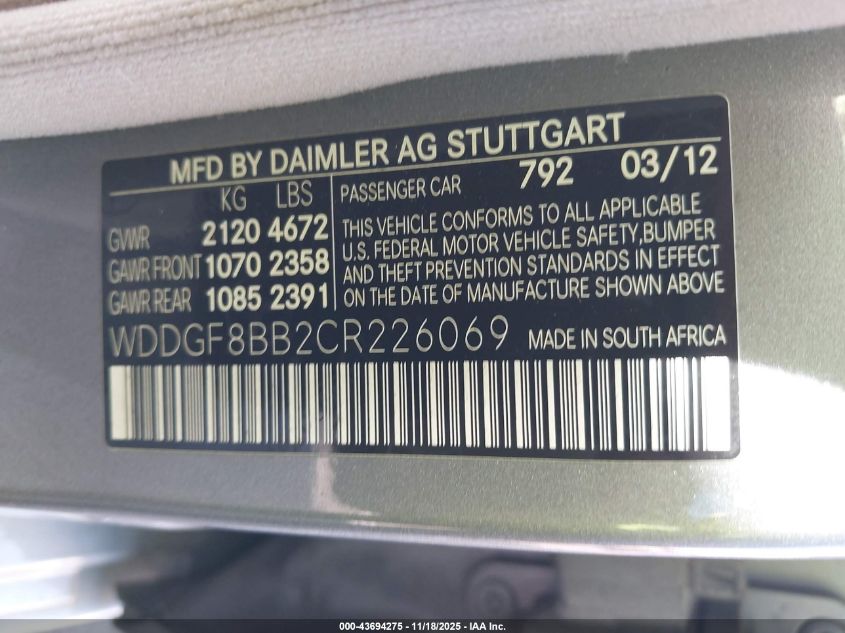 MFD BY DAIMLER AG STUTTGART
KG LBS PASSENGER CAR 792 03/12
GVWR 2120 4672
GAWR FRONT 1070 2358
GAWR REAR 1085 2391
THIS VEHICLE CONFORMS TO ALL APPLICABLE
U.S. FEDERAL MOTOR VEHICLE SAFETY,BUMPER
AND THEFT PREVENTION STANDARDS IN EFFECT
ON THE DATE OF MANUFACTURE SHOWN ABOVE
WDDGF8BB2CR226069 MADE IN SOUTH AFRICA
000-43694275 - 11/18/2025 - IAA Inc.